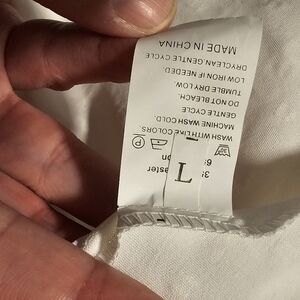 L
P
WASH WITH LIKE COLORS
MACHINE WASH COLD.
GENTLE CYCLE
DO NOT BLEACH.
TUMBLE DRY LOW.
LOW IRON IF NEEDED.
DRYCLEAN GENTLE CYCLE
MADE IN CHINA